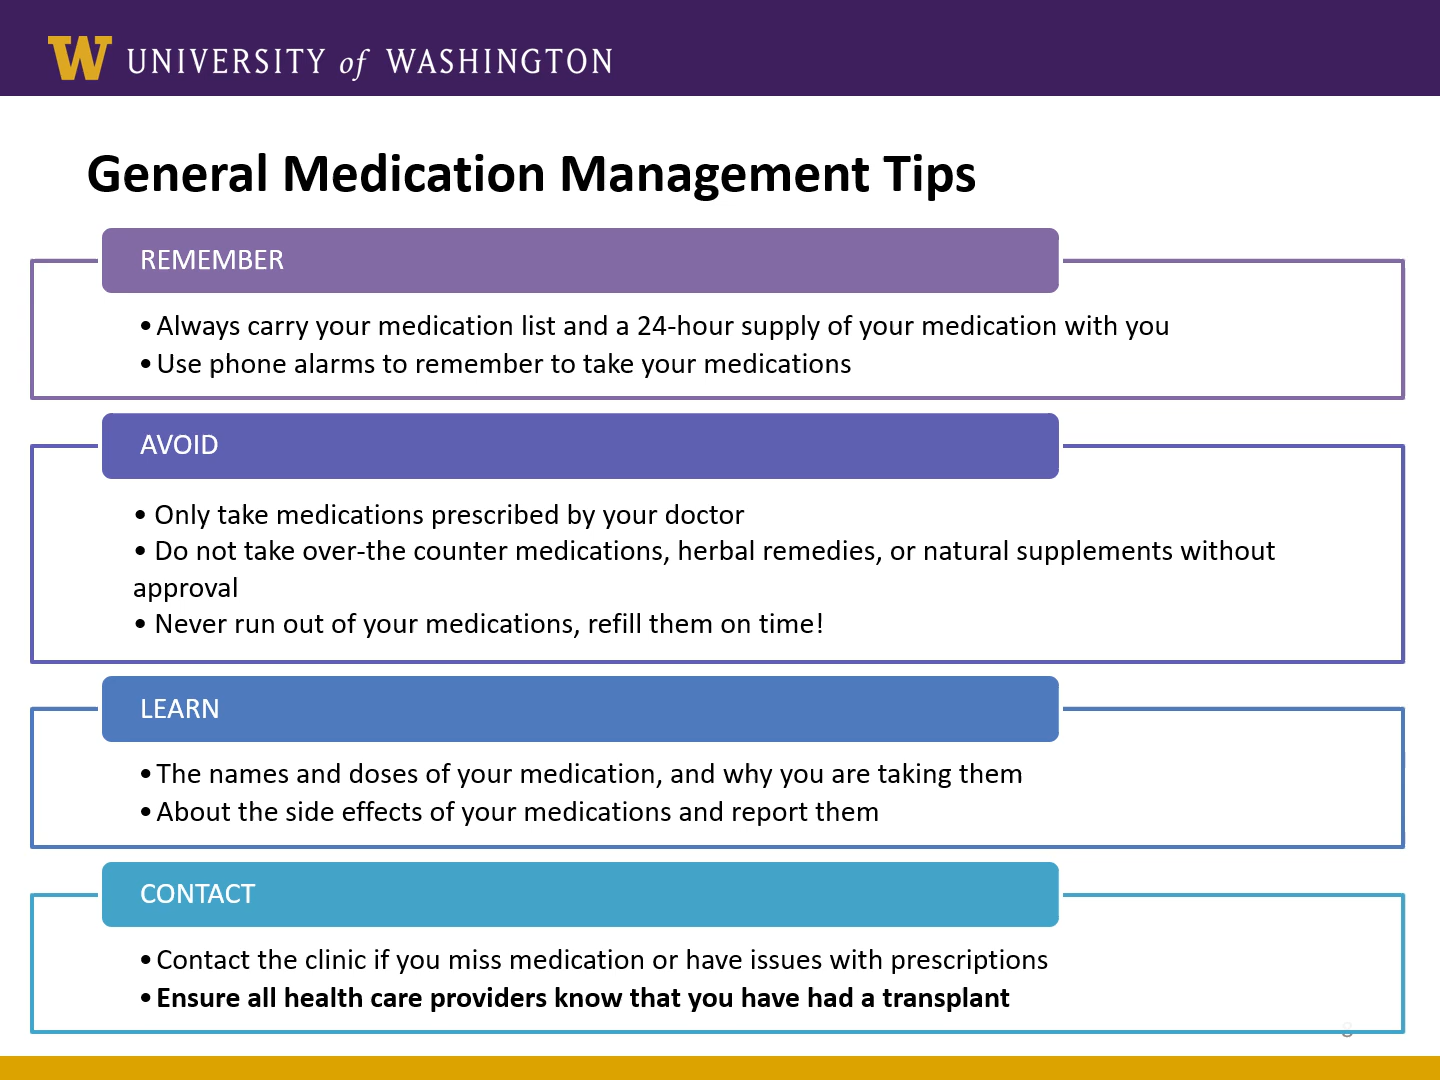 W UNIVERSITY of WASHINGTON
General Medication Management Tips
REMEMBER
•Always carry your medication list and a 24-hour supply of your medication with you
•Use phone alarms to remember to take your medications
AVOID
• Only take medications prescribed by your doctor
• Do not take over-the counter medications, herbal remedies, or natural supplements without
approval
• Never run out of your medications, refill them on time!
LEARN
•The names and doses of your medication, and why you are taking them
•About the side effects of your medications and report them
CONTACT
•Contact the clinic if you miss medication or have issues with prescriptions
•Ensure all health care providers know that you have had a transplant